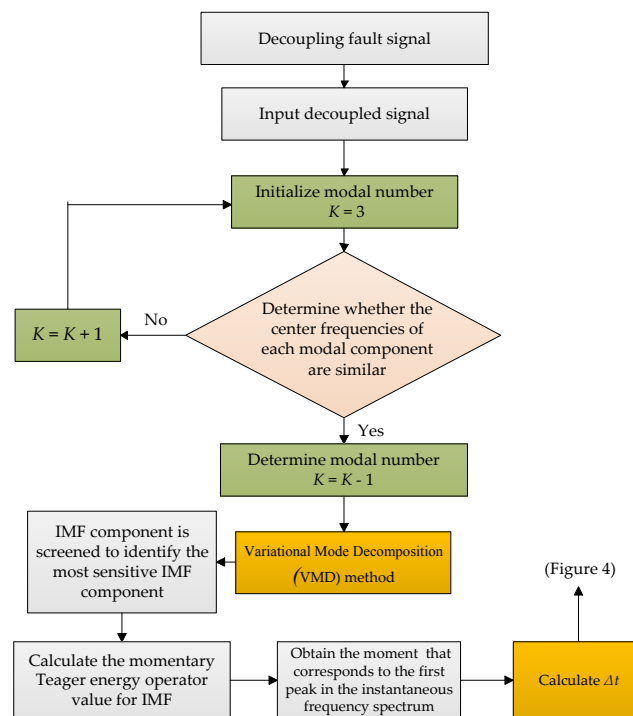 Decoupling fault signal
Input decoupled signal
Initialize modal number
K = 3
Determine whether the
center frequencies of
each modal component
are similar
No
K = K + 1
Yes
Determine modal number
K = K - 1
Variational Mode Decomposition
(VMD) method
IMF component is
screened to identify the
most sensitive IMF
component
(Figure 4)
Calculate the momentary
Teager energy operator
value for IMF
Obtain the moment that
corresponds to the first
peak in the instantaneous
frequency spectrum
Calculate Δt